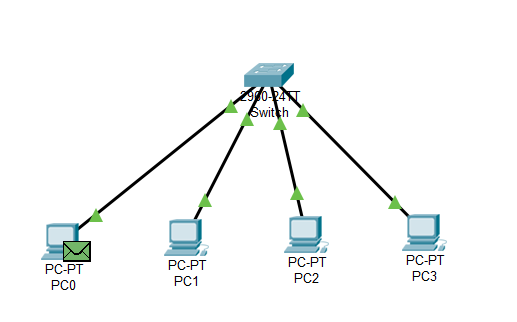 2960-24TT
Switch
PC-PT
PC0
PC-PT
PC1
PC-PT
PC2
PC-PT
PC3